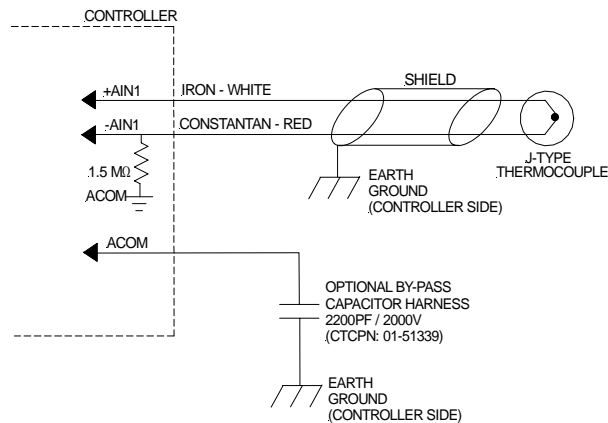 CONTROLLER
+AIN1
IRON - WHITE
SHIELD
-AIN1
CONSTANTAN - RED
J-TYPE
THERMOCOUPLE
1.5 MΩ
ACOM
EARTH
GROUND
(CONTROLLER SIDE)
ACOM
OPTIONAL BY-PASS
CAPACITOR HARNESS
2200PF / 2000V
(CTCPN: 01-51339)
EARTH
GROUND
(CONTROLLER SIDE)